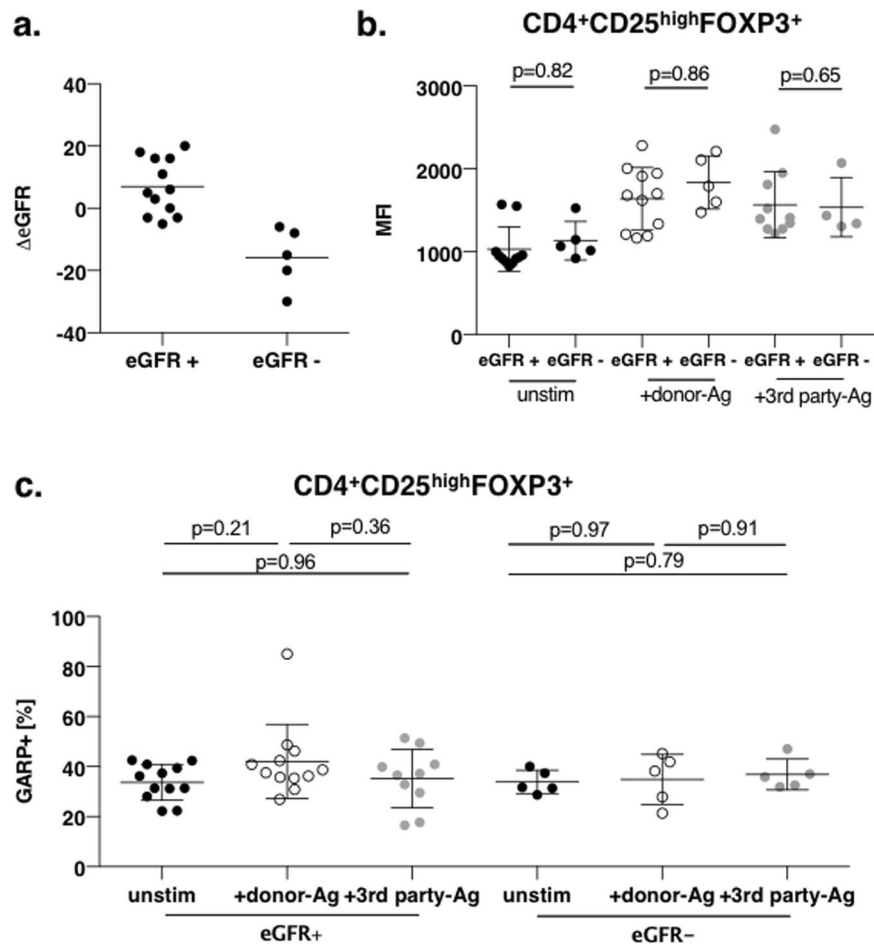 a.
40
20
0
-20
-40
ΔeGFR
eGFR + eGFR -
b.
CD4+CD25highFOXP3+
p=0.82 p=0.86 p=0.65
3000
2000
1000
0
MFI
eGFR + eGFR - eGFR + eGFR - eGFR + eGFR -
unstim +donor-Ag +3rd party-Ag
c.
CD4+CD25highFOXP3+
p=0.21 p=0.36 p=0.97 p=0.91
p=0.96 p=0.79
100
80
60
40
20
0
GARP+ [%]
unstim +donor-Ag +3rd party-Ag unstim +donor-Ag +3rd party-Ag
eGFR+ eGFR−